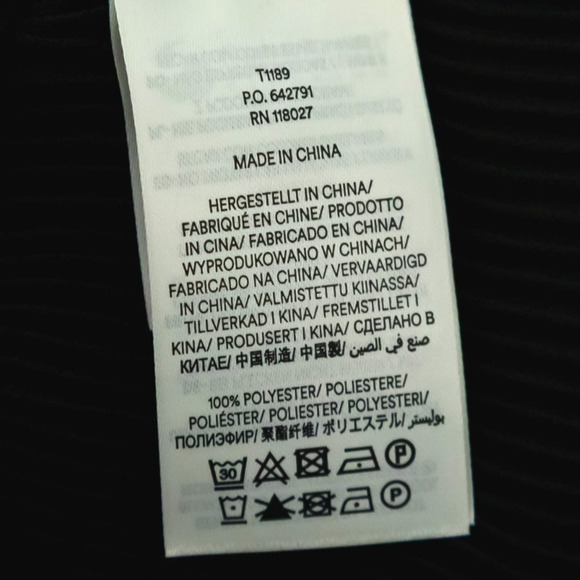 T1189
P.O. 642791
RN 118027
MADE IN CHINA
HERGESTELLT IN CHINA/
FABRIQUÉ EN CHINE/ PRODOTTO
IN CINA/ FABRICADO EN CHINA/
WYPRODUKOWANO W CHINACH/
FABRICADO NA CHINA/ VERVAARDIGD
IN CHINA/ VALMISTETTU KIINASSA/
TILLVERKAD I KINA/ FREMSTILLET I
KINA/ PRODUSERT I KINA/ СДЕЛАНО В
КИТАЕ/ 中国制造/ 中国製/ صنع في الصين
100% POLYESTER/ POLIESTERE/
POLIÉSTER/ POLIESTER/ POLYESTERI/
ПОЛИЭФИР/ 聚酯纤维/ ポリエステル/ بوليستر
30 P
P